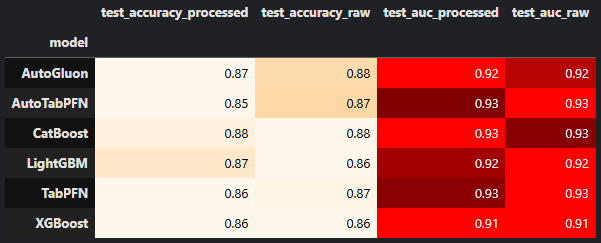 test_accuracy_processed test_accuracy_raw test_auc_processed test_auc_raw
model
AutoGluon 0.87 0.88 0.92 0.92
AutoTabPFN 0.85 0.87 0.93 0.93
CatBoost 0.88 0.88 0.93 0.93
LightGBM 0.87 0.86 0.92 0.92
TabPFN 0.86 0.87 0.93 0.93
XGBoost 0.86 0.86 0.91 0.91